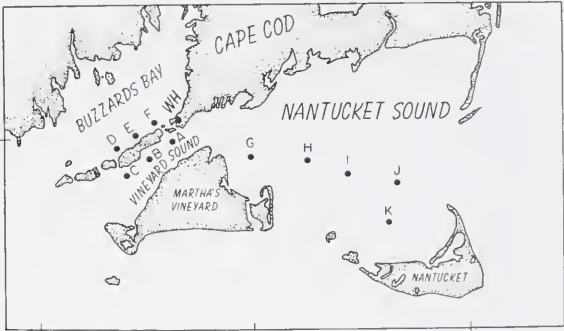 CAPE COD
BUZZARDS BAY
WH
F
E
D
NANTUCKET SOUND
A
B
C
VINEYARD SOUND
G
H
I
J
K
MARTHA'S
VINEYARD
NANTUCKET